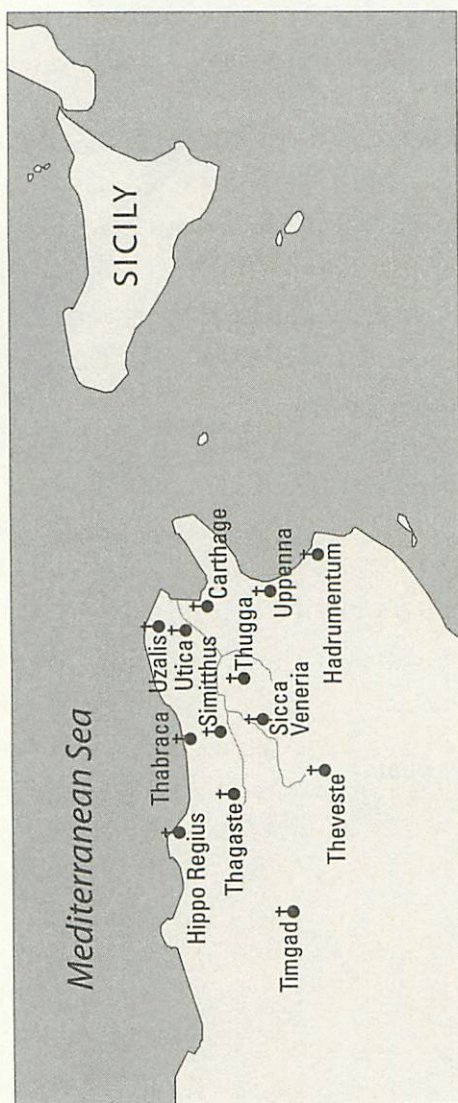 Mediterranean Sea
SICILY
Hippo Regius
Thabraca
Uzalis
Utica
Simitthus
Carthage
Thagaste
Thugga
Uppenna
Sicca
Veneria
Hadrumentum
Timgad
Theveste